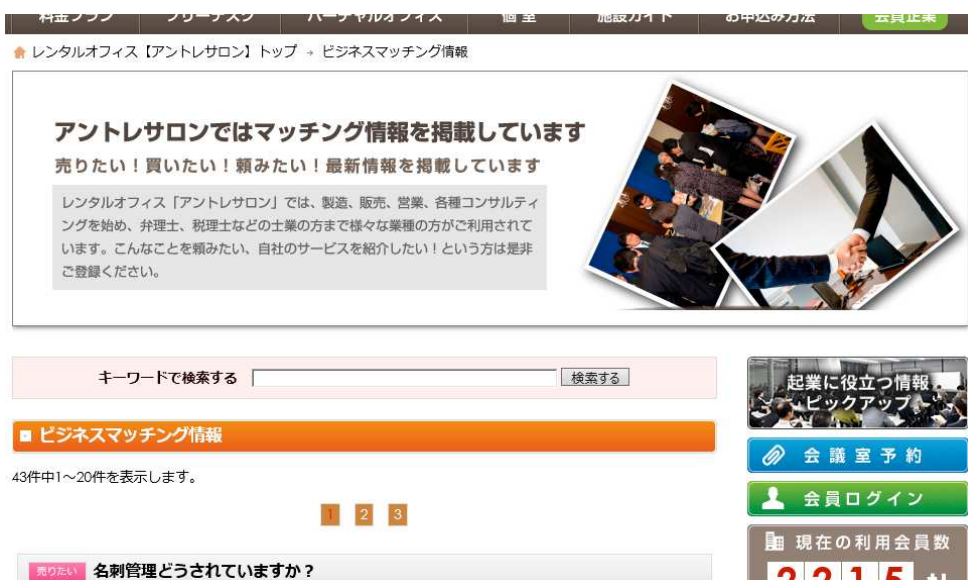 料金プラン フリーデスク バーチャルオフィス 個室 施設ガイド お申込み方法 会員企業
レンタルオフィス【アントレサロン】トップ → ビジネスマッチング情報
アントレサロンではマッチング情報を掲載しています
売りたい！買いたい！頼みたい！最新情報を掲載しています
レンタルオフィス「アントレサロン」では、製造、販売、営業、各種コンサルティ
ングを始め、弁理士、税理士などの士業の方まで様々な業種の方がご利用されて
います。こんなことを頼みたい、自社のサービスを紹介したい！という方は是非
ご登録ください。
キーワードで検索する 検索する
起業に役立つ情報
ピックアップ
ビジネスマッチング情報
会議室予約
43件中1～20件を表示します。
会員ログイン
1 2 3
現在の利用会員数
売りたい 名刺管理どうされていますか？
2215